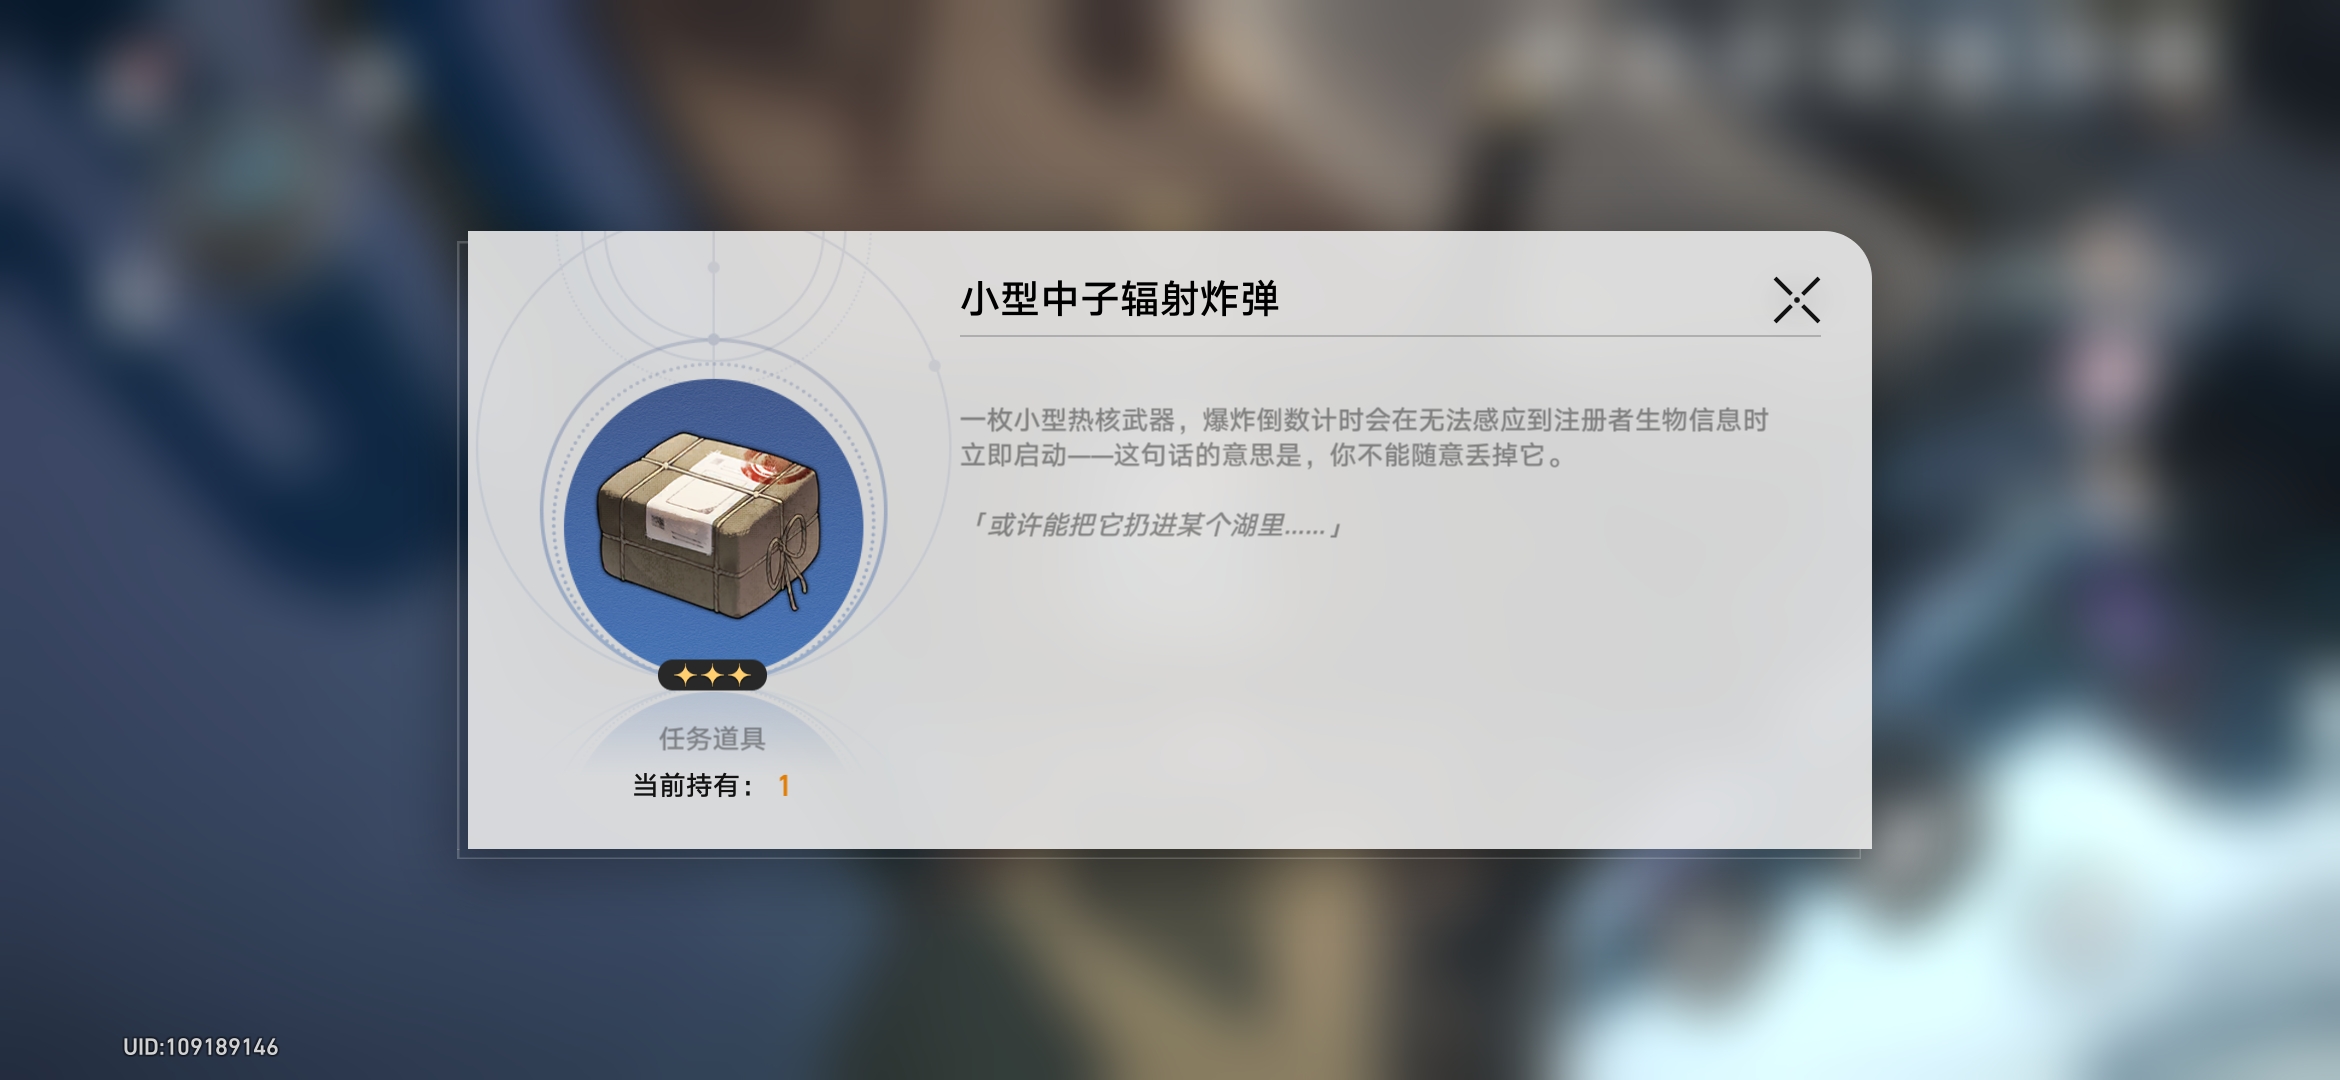 小型中子辐射炸弹
一枚小型热核武器，爆炸倒数计时会在无法感应到注册者生物信息时
立即启动——这句话的意思是，你不能随意丢掉它。
「或许能把它扔进某个湖里……」
任务道具
当前持有： 1
UID:109189146